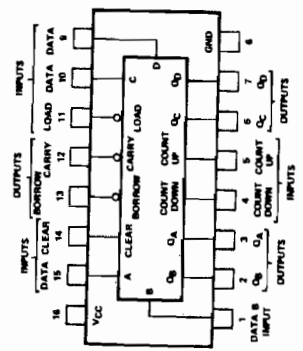 INPUTS OUTPUTS INPUTS
DATA CLEAR BORROW CARRY LOAD DATA DATA
16 15 14 13 12 11 10 9
VCC
CLEAR LOAD
A BORROW CARRY C
B D
COUNT COUNT
QB QA DOWN UP QC QD
GND
1 2 3 4 5 6 7 8
DATA B QB QA COUNT COUNT QC QD
INPUT DOWN UP
OUTPUTS INPUTS OUTPUTS